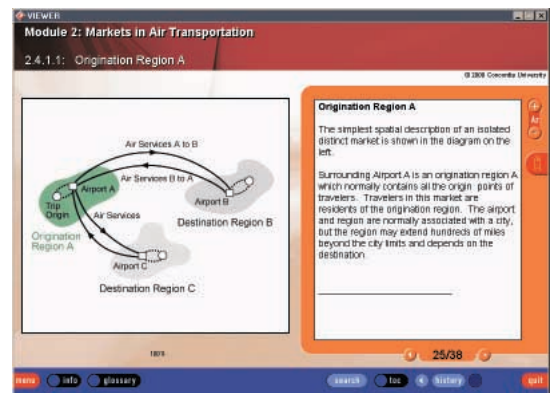 VIEWER
Module 2: Markets in Air Transportation
2.4.1.1: Origination Region A
© 2000 Concordia University
Air Services A to B
Air Services B to A
Airport A
Airport B
Trip
Origin
Air Services
Destination Region B
Origination
Region A
Airport C
Destination Region C
Origination Region A
The simplest spatial description of an isolated
distinct market is shown in the diagram on the
left.
Surrounding Airport A is an origination region A
which normally contains all the origin points of
travelers. Travelers in this market are
residents of the origination region. The airport
and region are normally associated with a city,
but the region may extend hundreds of miles
beyond the city limits and depends on the
destination.
25/38
menu info glossary search toc history quit